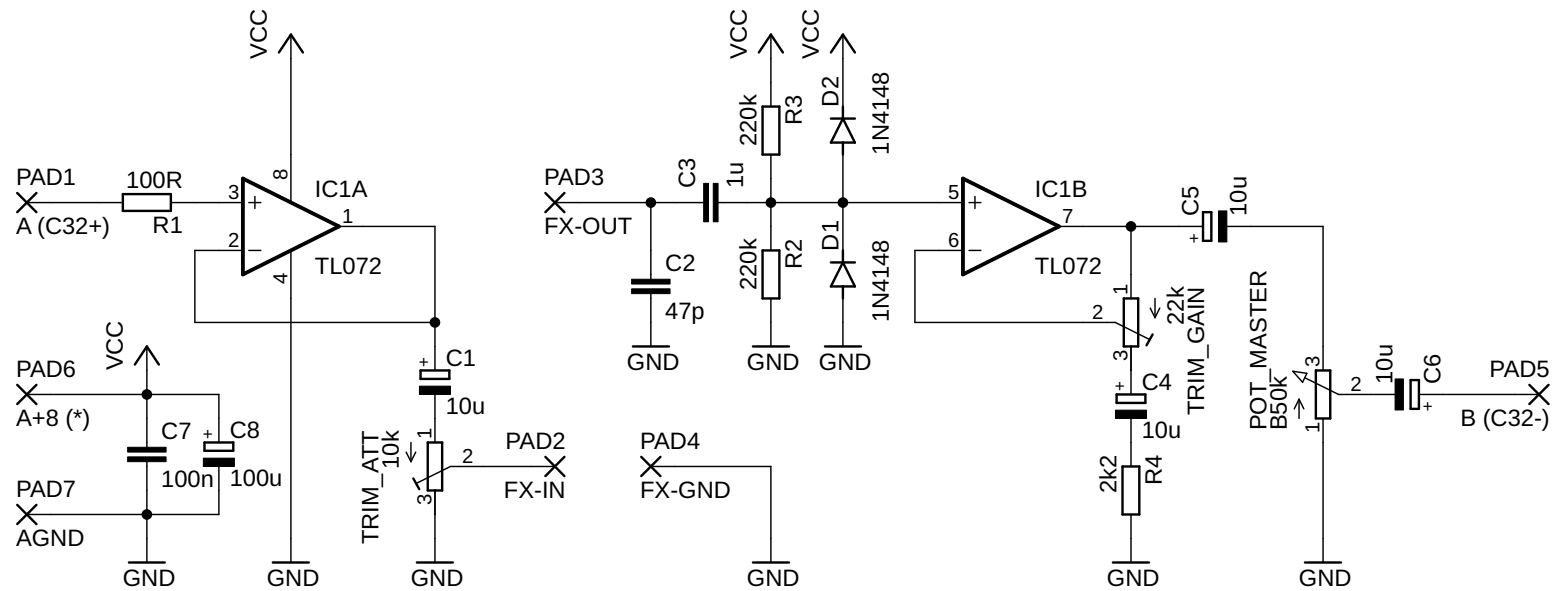 VCC
PAD1
A (C32+)
100R
R1
3
+
2
−
8
4
1
IC1A
TL072
VCC
PAD6
A+8 (*)
PAD7
AGND
C7
100n
+
C8
100u
GND
GND
+
C1
10u
TRIM_ATT
10k
1
2
3
GND
PAD2
FX-IN
PAD3
FX-OUT
C2
47p
GND
C3
1u
VCC
220k
R3
220k
R2
GND
VCC
D2
1N4148
D1
1N4148
GND
PAD4
FX-GND
GND
5
+
6
−
7
IC1B
TL072
1
2
3
22k
TRIM_GAIN
+
C4
10u
2k2
R4
GND
C5
+
10u
POT_MASTER
B50k
3
2
1
GND
10u
C6
+
PAD5
B (C32-)